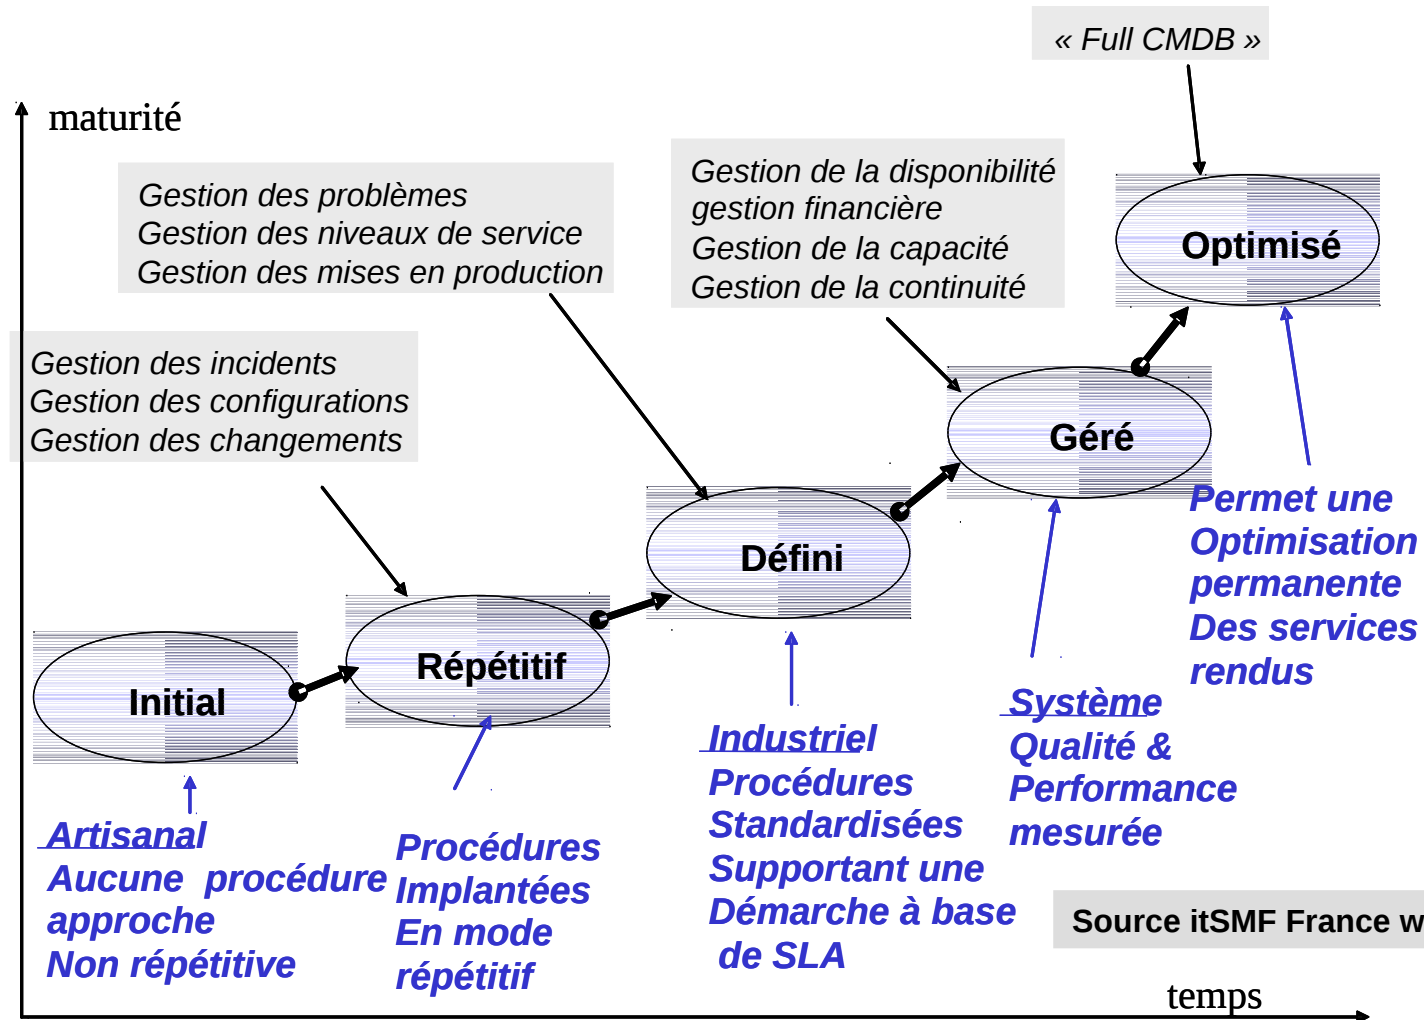 « Full CMDB »
maturité
Gestion des problèmes
Gestion des niveaux de service
Gestion des mises en production
Gestion de la disponibilité
gestion financière
Gestion de la capacité
Gestion de la continuité
Optimisé
Gestion des incidents
Gestion des configurations
Gestion des changements
Géré
Défini
Répétitif
Initial
Permet une
Optimisation
permanente
Des services
rendus
Système
Qualité &
Performance
mesurée
Industriel
Procédures
Standardisées
Supportant une
Démarche à base
de SLA
Artisanal
Aucune procédure
approche
Non répétitive
Procédures
Implantées
En mode
répétitif
Source itSMF France
temps